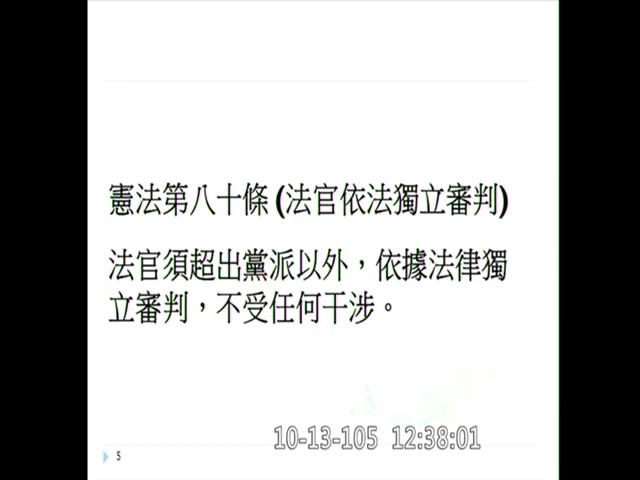 憲法第八十條 (法官依法獨立審判)
法官須超出黨派以外，依據法律獨
立審判，不受任何干涉。
10-13-105 12:38:01
5